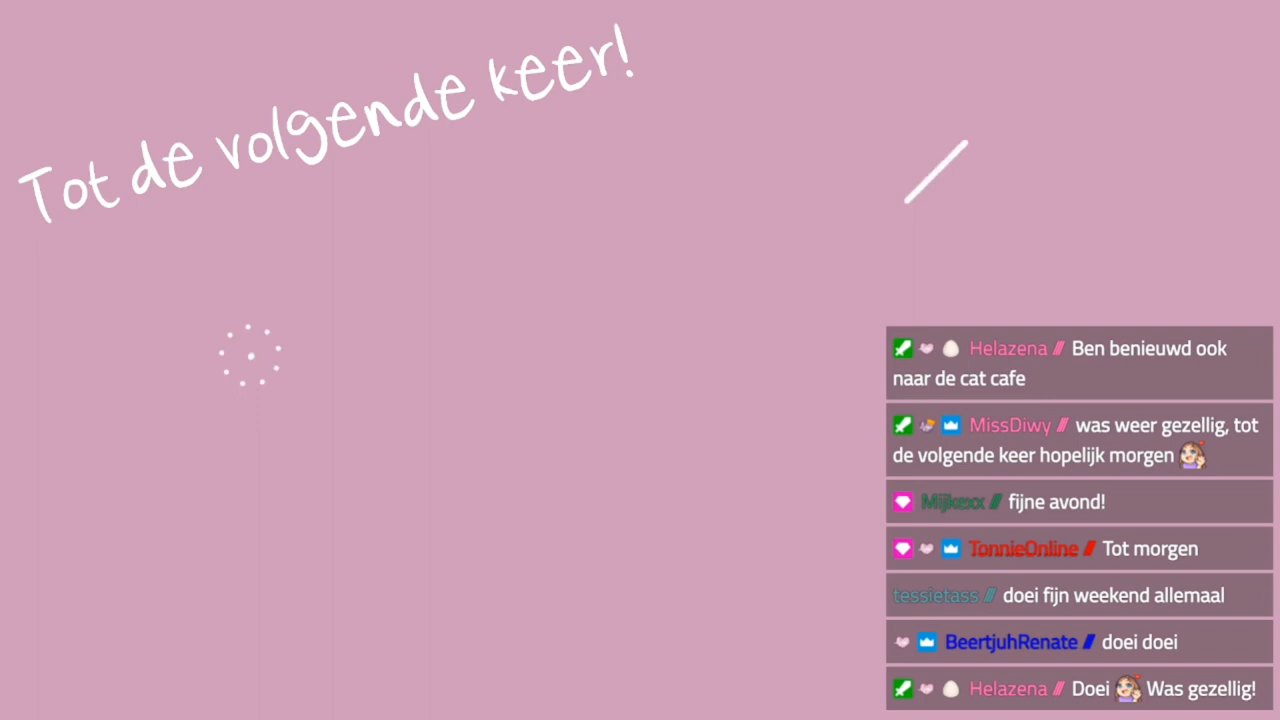 Tot de volgende keer!
Helazena // Ben benieuwd ook
naar de cat cafe
MissDiwy // was weer gezellig, tot
de volgende keer hopelijk morgen
Mijkexx // fijne avond!
TonnieOnline // Tot morgen
tessietass // doei fijn weekend allemaal
BeertjuhRenate // doei doei
Helazena // Doei Was gezellig!